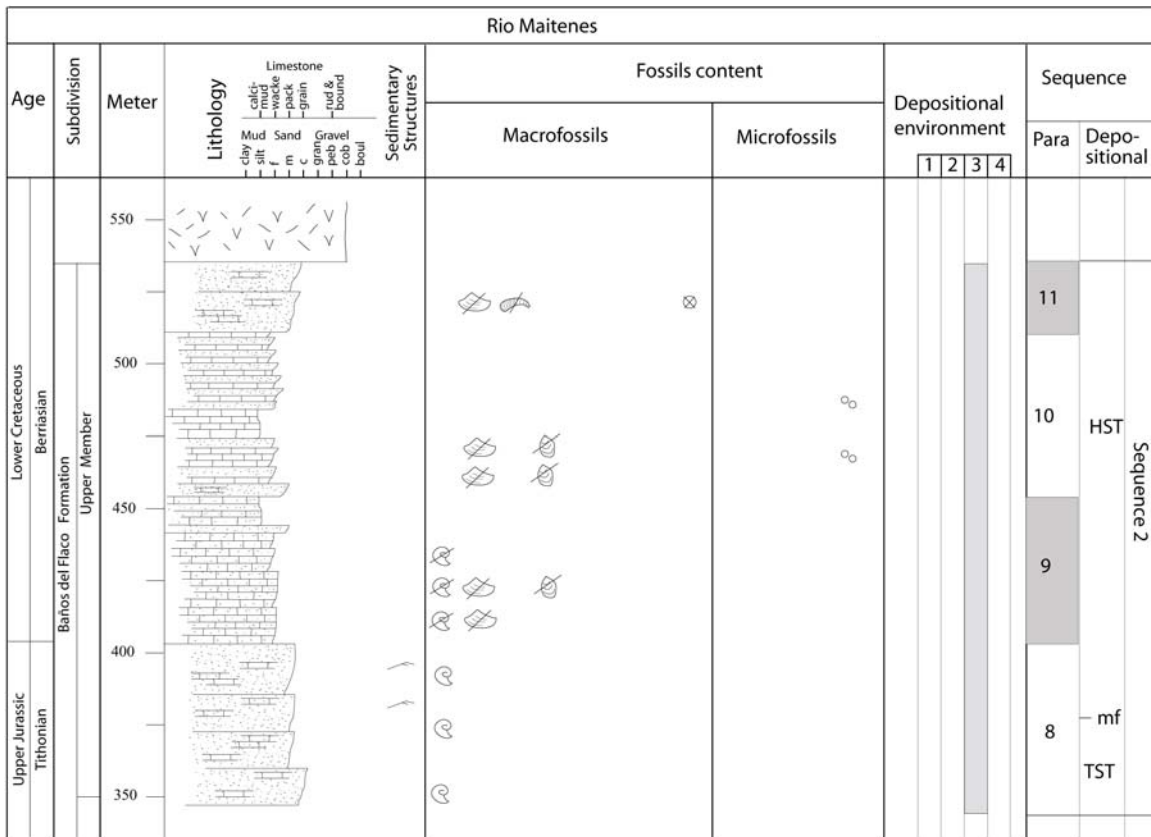 Rio Maitenes
Age
Subdivision
Meter
Lithology
Limestone
calci-
mud
wacke
pack
grain
rud &
bound
Mud Sand Gravel
clay
silt
f
m
c
gran
peb
cob
boul
Sedimentary
Structures
Fossils content
Macrofossils
Microfossils
Depositional
environment
1 2 3 4
Sequence
Para
Depo-
sitional
Lower Cretaceous
Berriasian
Upper Jurassic
Tithonian
Baños del Flaco Formation
Upper Member
550
500
450
400
350
11
10
9
8
HST
mf
TST
Sequence 2